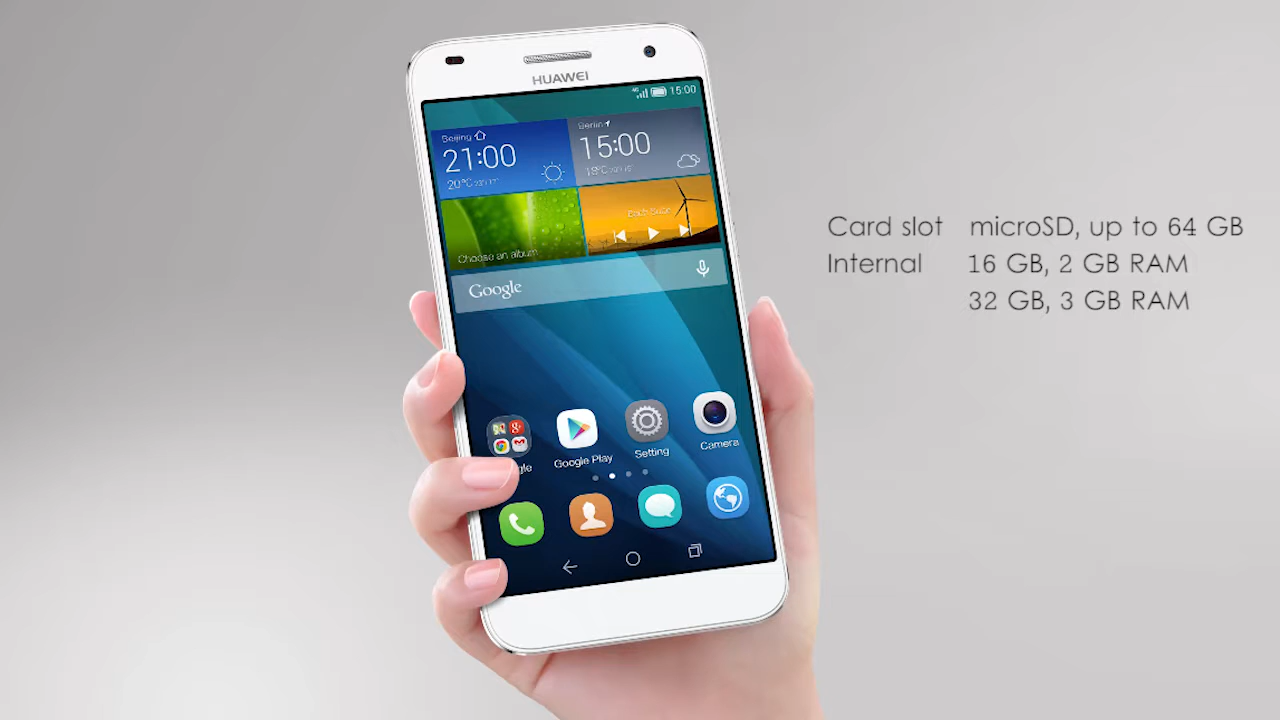 HUAWEI
4G 15:00
Beijing
21:00
20°C
Berlin
15:00
18°C
Choose an album
Google
Google Play
Setting
Camera
Card slot microSD, up to 64 GB
Internal 16 GB, 2 GB RAM
32 GB, 3 GB RAM